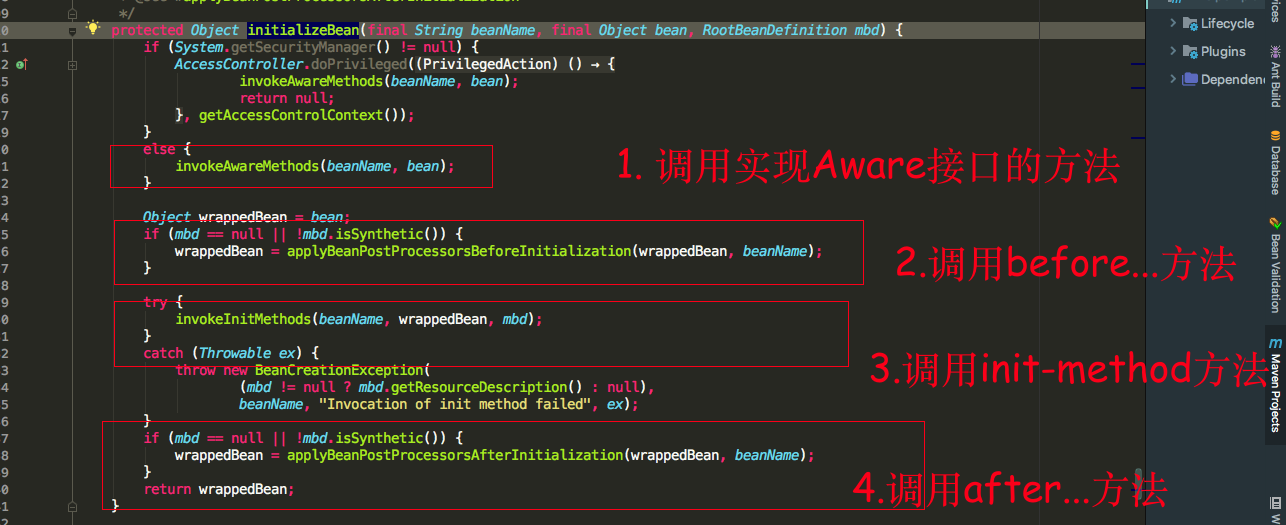 */
protected Object initializeBean(final String beanName, final Object bean, RootBeanDefinition mbd) {
if (System.getSecurityManager() != null) {
AccessController.doPrivileged((PrivilegedAction) () → {
invokeAwareMethods(beanName, bean);
return null;
}, getAccessControlContext());
}
else {
invokeAwareMethods(beanName, bean);
}
1. 调用实现Aware接口的方法
Object wrappedBean = bean;
if (mbd == null || !mbd.isSynthetic()) {
wrappedBean = applyBeanPostProcessorsBeforeInitialization(wrappedBean, beanName);
}
2.调用before...方法
try {
invokeInitMethods(beanName, wrappedBean, mbd);
}
catch (Throwable ex) {
throw new BeanCreationException(
(mbd != null ? mbd.getResourceDescription() : null),
beanName, "Invocation of init method failed", ex);
}
3.调用init-method方法
if (mbd == null || !mbd.isSynthetic()) {
wrappedBean = applyBeanPostProcessorsAfterInitialization(wrappedBean, beanName);
}
return wrappedBean;
}
4.调用after...方法
Lifecycle
Plugins
Dependenc
Ant Build
Database
Bean Validation
Maven Projects